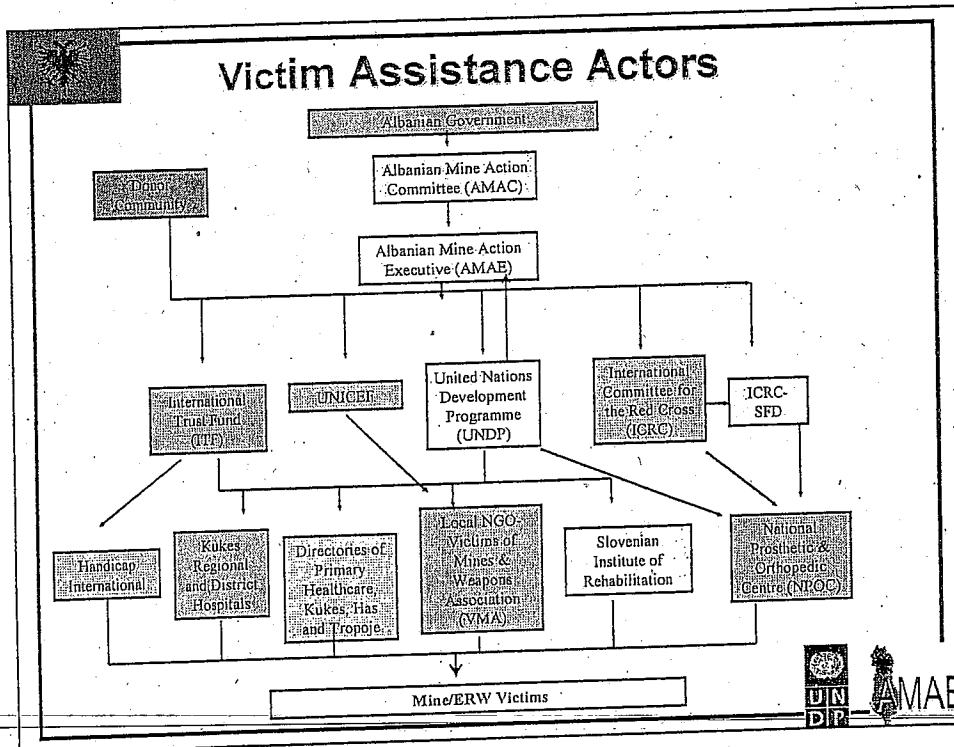 Victim Assistance Actors
Albanian Government
Albanian Mine Action
Committee (AMAC)
Donor
Community
Albanian Mine Action
Executive (AMAE)
International
Trust Fund
(ITF)
UNICEF
United Nations
Development
Programme
(UNDP)
International
Committee for
the Red Cross
(ICRC)
ICRC-
SFD
Handicap
International
Kukes
Regional
and District
Hospitals
Directories of
Primary
Healthcare,
Kukes, Has
and Tropoje
Local NGO-
Victims of
Mines &
Weapons
Association
(VMA)
Slovenian
Institute of
Rehabilitation
National
Prosthetic &
Orthopedic
Centre (NPOC)
Mine/ERW Victims
UN
DP
AMAE